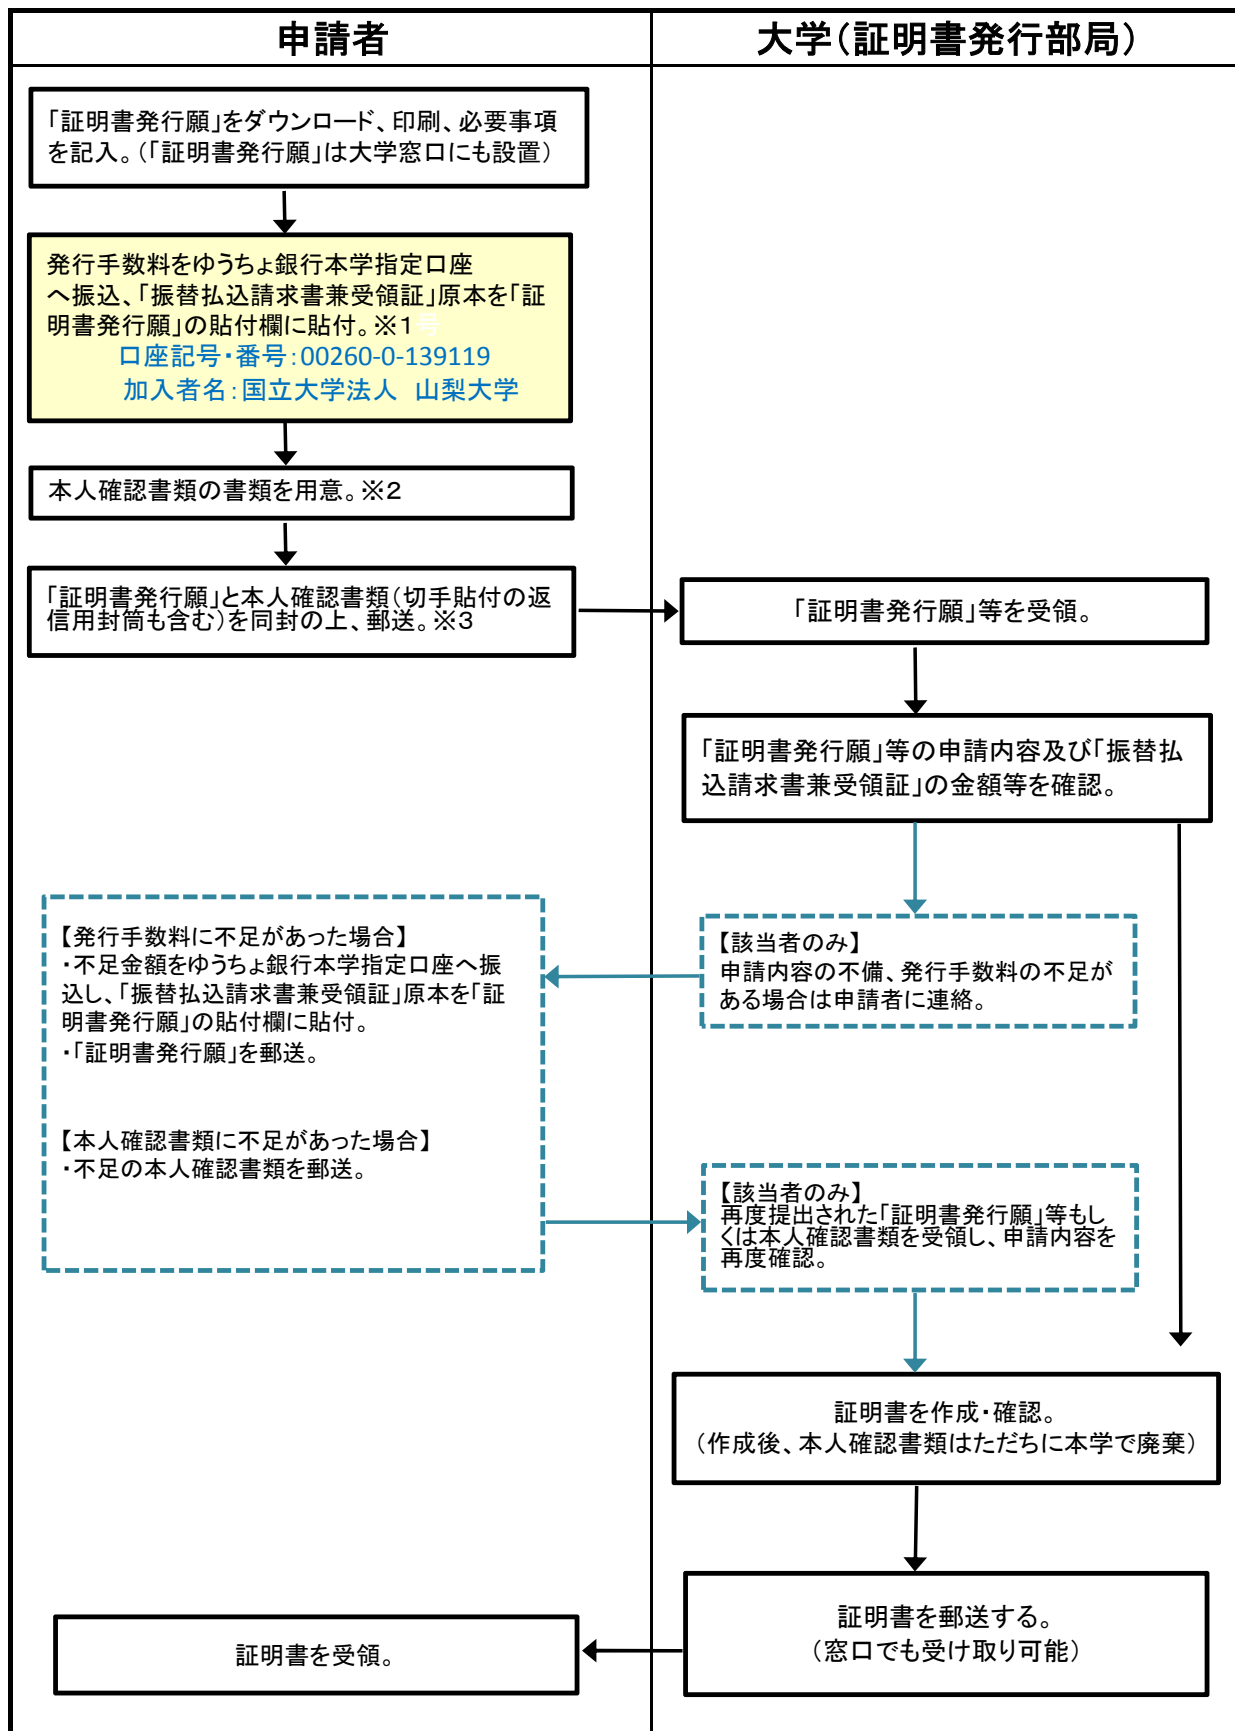 申請者
大学(証明書発行部局)
「証明書発行願」をダウンロード、印刷、必要事項
を記入。(「証明書発行願」は大学窓口にも設置)
発行手数料をゆうちょ銀行本学指定口座
へ振込、「振替払込請求書兼受領証」原本を「証
明書発行願」の貼付欄に貼付。※1号
口座記号・番号:00260-0-139119
加入者名:国立大学法人 山梨大学
本人確認書類の書類を用意。※2
「証明書発行願」と本人確認書類(切手貼付の返
信用封筒も含む)を同封の上、郵送。※3
「証明書発行願」等を受領。
「証明書発行願」等の申請内容及び「振替払
込請求書兼受領証」の金額等を確認。
【該当者のみ】
申請内容の不備、発行手数料の不足が
ある場合は申請者に連絡。
【発行手数料に不足があった場合】
・不足金額をゆうちょ銀行本学指定口座へ振
込し、「振替払込請求書兼受領証」原本を「証
明書発行願」の貼付欄に貼付。
・「証明書発行願」を郵送。
【本人確認書類に不足があった場合】
・不足の本人確認書類を郵送。
【該当者のみ】
再度提出された「証明書発行願」等もし
くは本人確認書類を受領し、申請内容を
再度確認。
証明書を作成・確認。
(作成後、本人確認書類はただちに本学で廃棄)
証明書を郵送する。
(窓口でも受け取り可能)
証明書を受領。